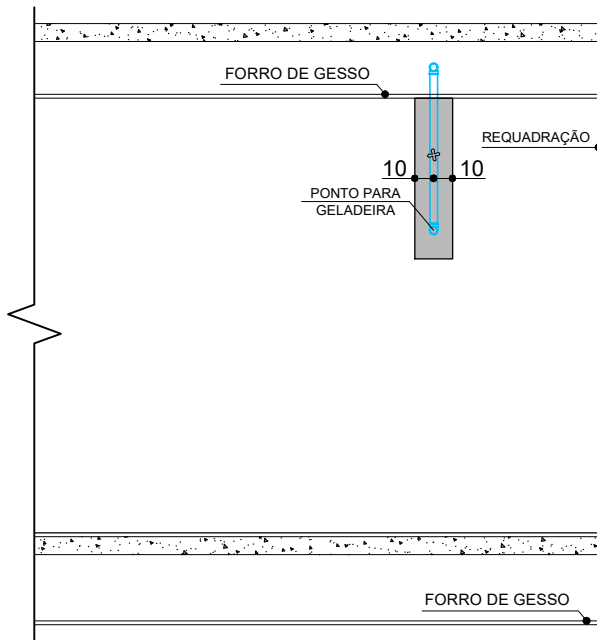 FORRO DE GESSO
REQUADRAÇÃO
10 10
PONTO PARA
GELADEIRA
FORRO DE GESSO